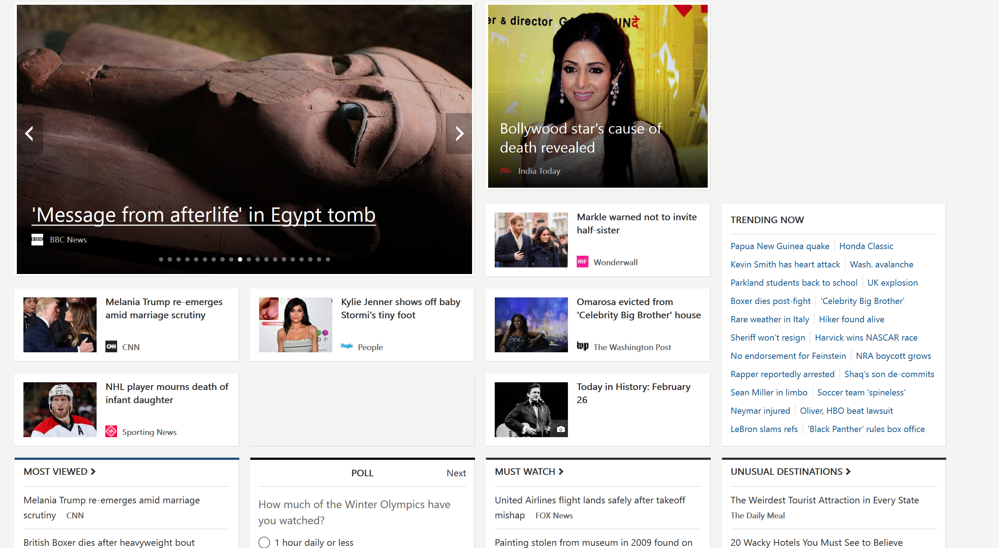 'Message from afterlife' in Egypt tomb
BBC
BBC News
er & director
INदे
Bollywood star's cause of
death revealed
INDIA
TODAY
India Today
Markle warned not to invite
half-sister
W
Wonderwall
TRENDING NOW
Papua New Guinea quake
Honda Classic
Kevin Smith has heart attack
Wash. avalanche
Parkland students back to school
UK explosion
Boxer dies post-fight
'Celebrity Big Brother'
Rare weather in Italy
Hiker found alive
Sheriff won’t resign
Harvick wins NASCAR race
No endorsement for Feinstein
NRA boycott grows
Rapper reportedly arrested
Shaq's son de-commits
Sean Miller in limbo
Soccer team 'spineless'
Neymar injured
Oliver, HBO beat lawsuit
LeBron slams refs
'Black Panther' rules box office
Melania Trump re-emerges
amid marriage scrutiny
CNN
CNN
LAS VEGAS
Kylie Jenner shows off baby
Stormi's tiny foot
People
People
Omarosa evicted from
'Celebrity Big Brother' house
wp
The Washington Post
A
NHL player mourns death of
infant daughter
Sporting News
Today in History: February
26
MOST VIEWED
Melania Trump re-emerges amid marriage
scrutiny CNN
British Boxer dies after heavyweight bout
POLL
Next
How much of the Winter Olympics have
you watched?
1 hour daily or less
MUST WATCH
United Airlines flight lands safely after takeoff
mishap FOX News
Painting stolen from museum in 2009 found on
UNUSUAL DESTINATIONS
The Weirdest Tourist Attraction in Every State
The Daily Meal
20 Wacky Hotels You Must See to Believe